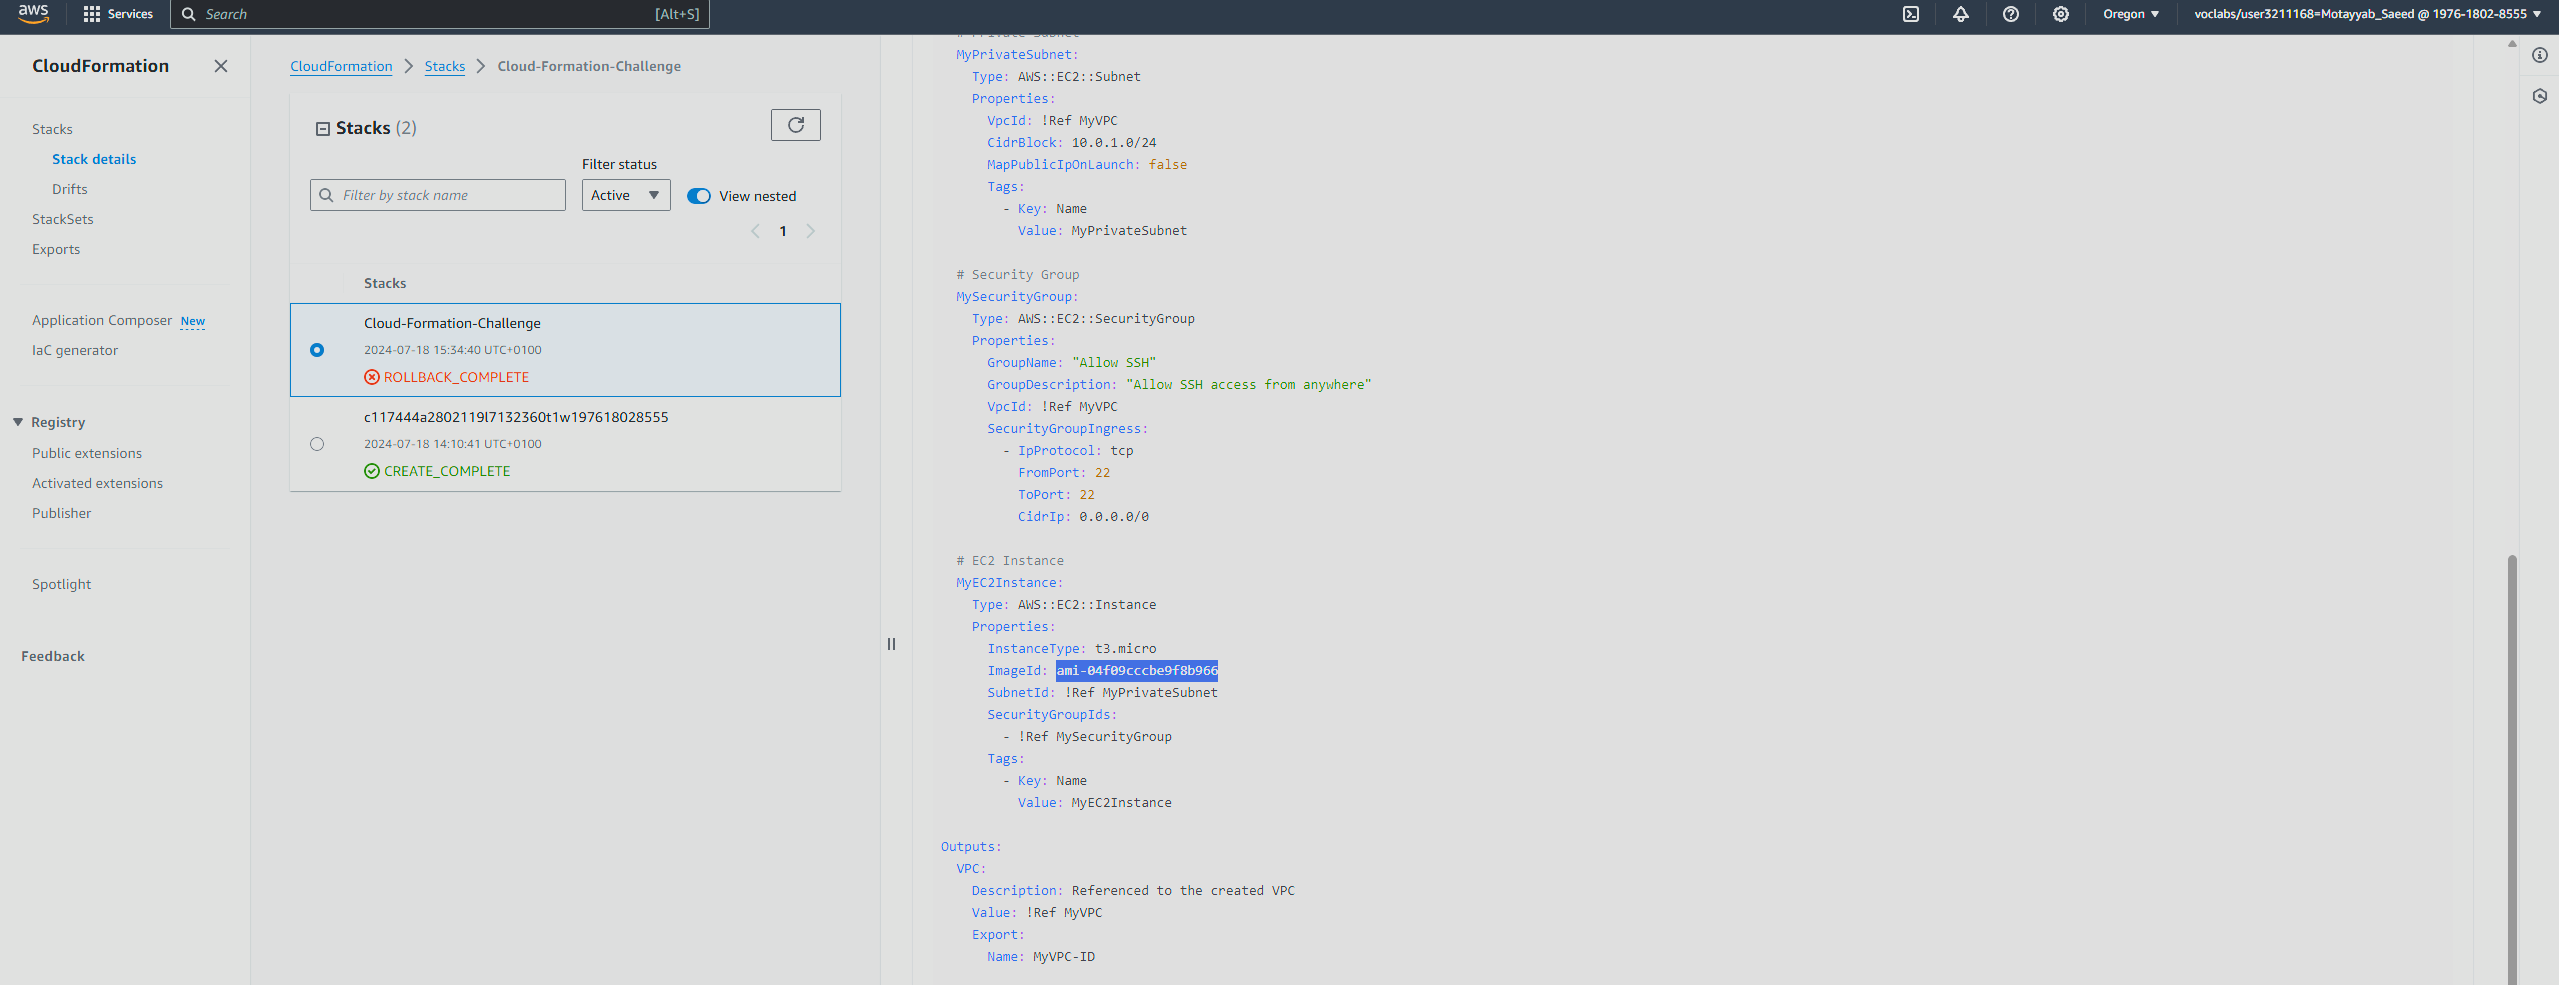 aws
Services
Search
[Alt+S]
Oregon
voclabs/user3211168=Motayyab_Saeed @ 1976-1802-8555
CloudFormation
Stacks
Stack details
Drifts
StackSets
Exports
Application Composer New
IaC generator
Registry
Public extensions
Activated extensions
Publisher
Spotlight
Feedback
CloudFormation > Stacks > Cloud-Formation-Challenge
Stacks (2)
Filter status
Filter by stack name
Active
View nested
1
Stacks
Cloud-Formation-Challenge
2024-07-18 15:34:40 UTC+0100
ROLLBACK_COMPLETE
c117444a2802119l7132360t1w197618028555
2024-07-18 14:10:41 UTC+0100
CREATE_COMPLETE
# Private Subnet
MyPrivateSubnet:
Type: AWS::EC2::Subnet
Properties:
VpcId: !Ref MyVPC
CidrBlock: 10.0.1.0/24
MapPublicIpOnLaunch: false
Tags:
- Key: Name
Value: MyPrivateSubnet
# Security Group
MySecurityGroup:
Type: AWS::EC2::SecurityGroup
Properties:
GroupName: "Allow SSH"
GroupDescription: "Allow SSH access from anywhere"
VpcId: !Ref MyVPC
SecurityGroupIngress:
- IpProtocol: tcp
FromPort: 22
ToPort: 22
CidrIp: 0.0.0.0/0
# EC2 Instance
MyEC2Instance:
Type: AWS::EC2::Instance
Properties:
InstanceType: t3.micro
ImageId: ami-04f09cccbe9f8b966
SubnetId: !Ref MyPrivateSubnet
SecurityGroupIds:
- !Ref MySecurityGroup
Tags:
- Key: Name
Value: MyEC2Instance
Outputs:
VPC:
Description: Referenced to the created VPC
Value: !Ref MyVPC
Export:
Name: MyVPC-ID